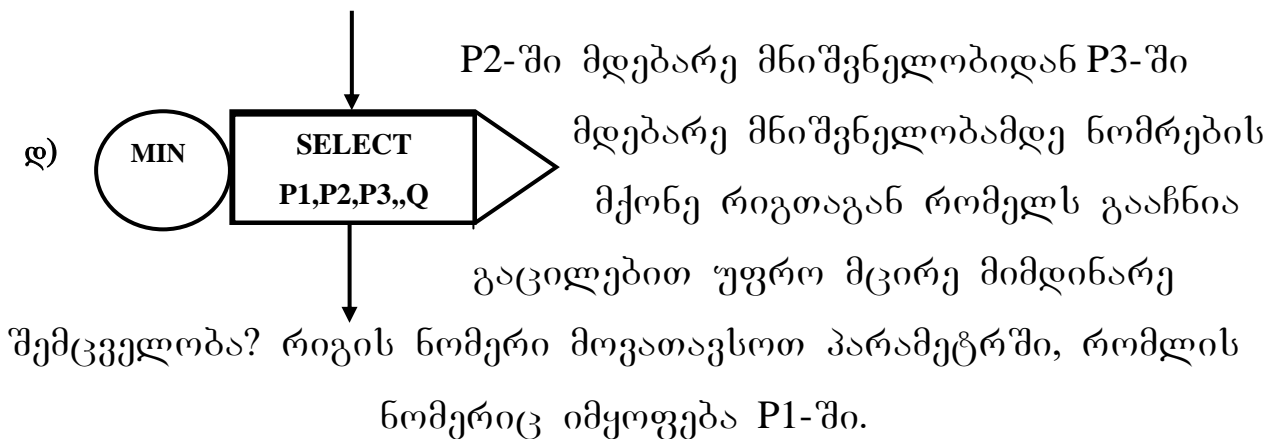 P2-ში მდებარე მნიშვნელობიდან P3-ში
დ) MIN SELECT მდებარე მნიშვნელობამდე ნომრების
P1,P2,P3,,Q მქონე რიგთაგან რომელს გააჩნია
გაცილებით უფრო მცირე მიმდინარე
შემცველობა? რიგის ნომერი მოვათავსოთ პარამეტრში, რომლის
ნომერიც იმყოფება P1-ში.